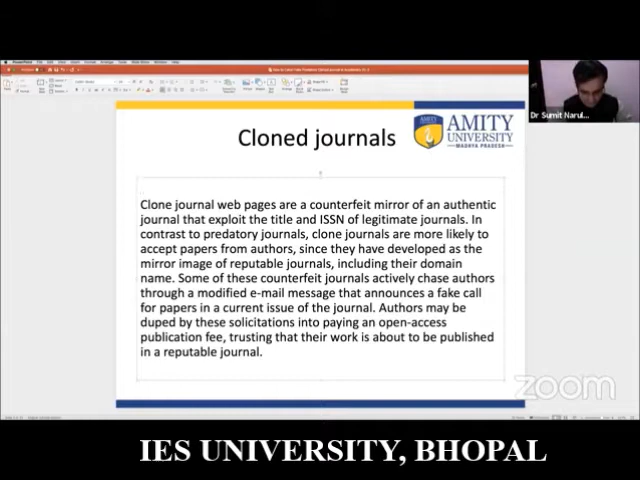 Dr Sumit Narul...
Cloned journals
AMITY
UNIVERSITY
MADHYA PRADESH
Clone journal web pages are a counterfeit mirror of an authentic
journal that exploit the title and ISSN of legitimate journals. In
contrast to predatory journals, clone journals are more likely to
accept papers from authors, since they have developed as the
mirror image of reputable journals, including their domain
name. Some of these counterfeit journals actively chase authors
through a modified e-mail message that announces a fake call
for papers in a current issue of the journal. Authors may be
duped by these solicitations into paying an open-access
publication fee, trusting that their work is about to be published
in a reputable journal.
zoom
IES UNIVERSITY, BHOPAL